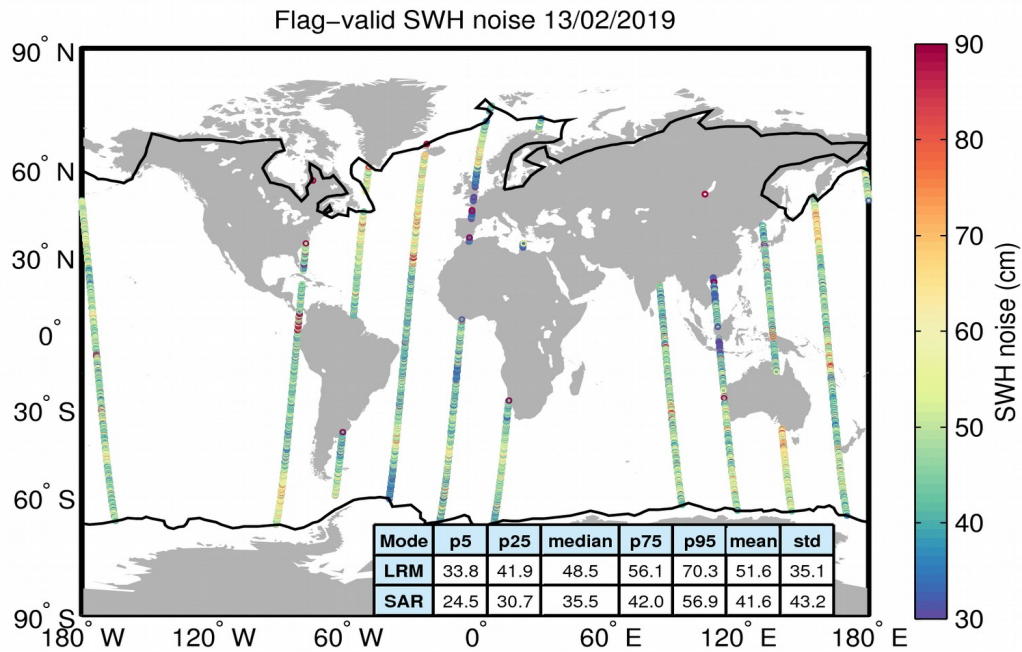 Flag−valid SWH noise 13/02/2019
90° N
60° N
30° N
0°
30° S
60° S
90° S
180° W
120° W
60° W
0°
60° E
120° E
180° E
90
80
70
60
50
40
30
SWH noise (cm)
Mode p5 p25 median p75 p95 mean std
LRM 33.8 41.9 48.5 56.1 70.3 51.6 35.1
SAR 24.5 30.7 35.5 42.0 56.9 41.6 43.2